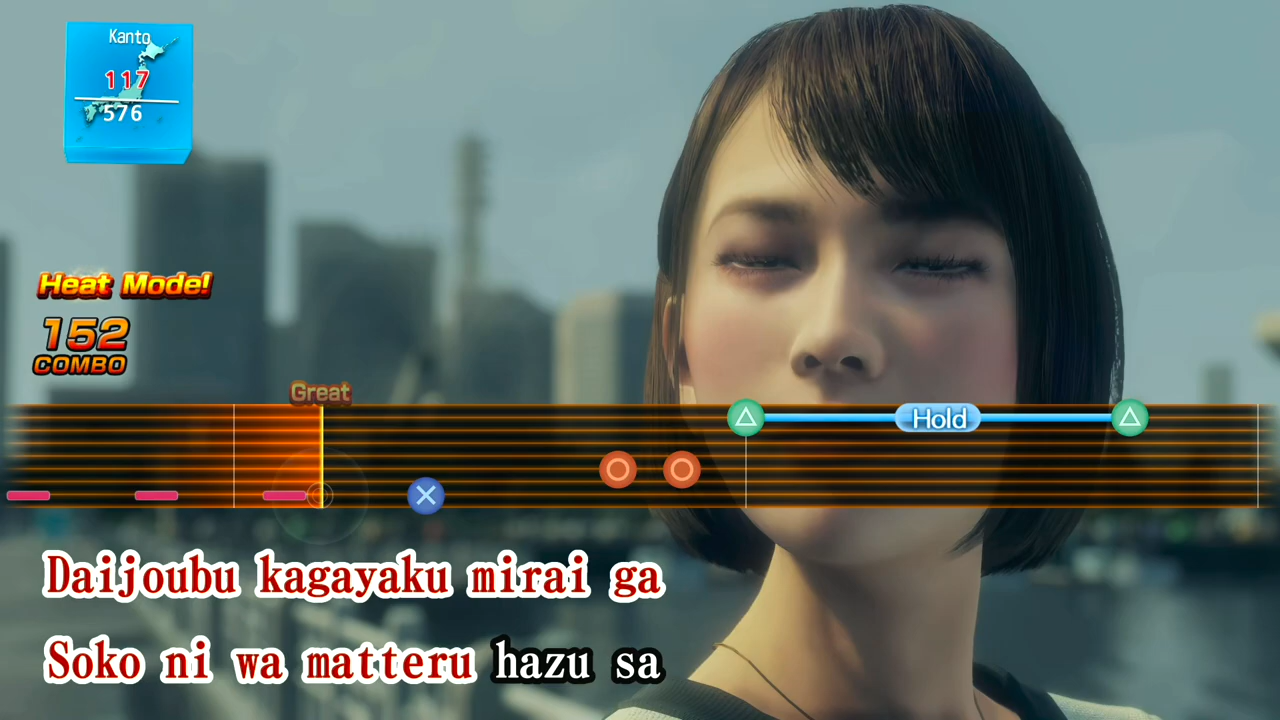 Kanto
117
576
Heat Mode!
152
COMBO
Great
Hold
Daijoubu kagayaku mirai ga
Soko ni wa matteru hazu sa